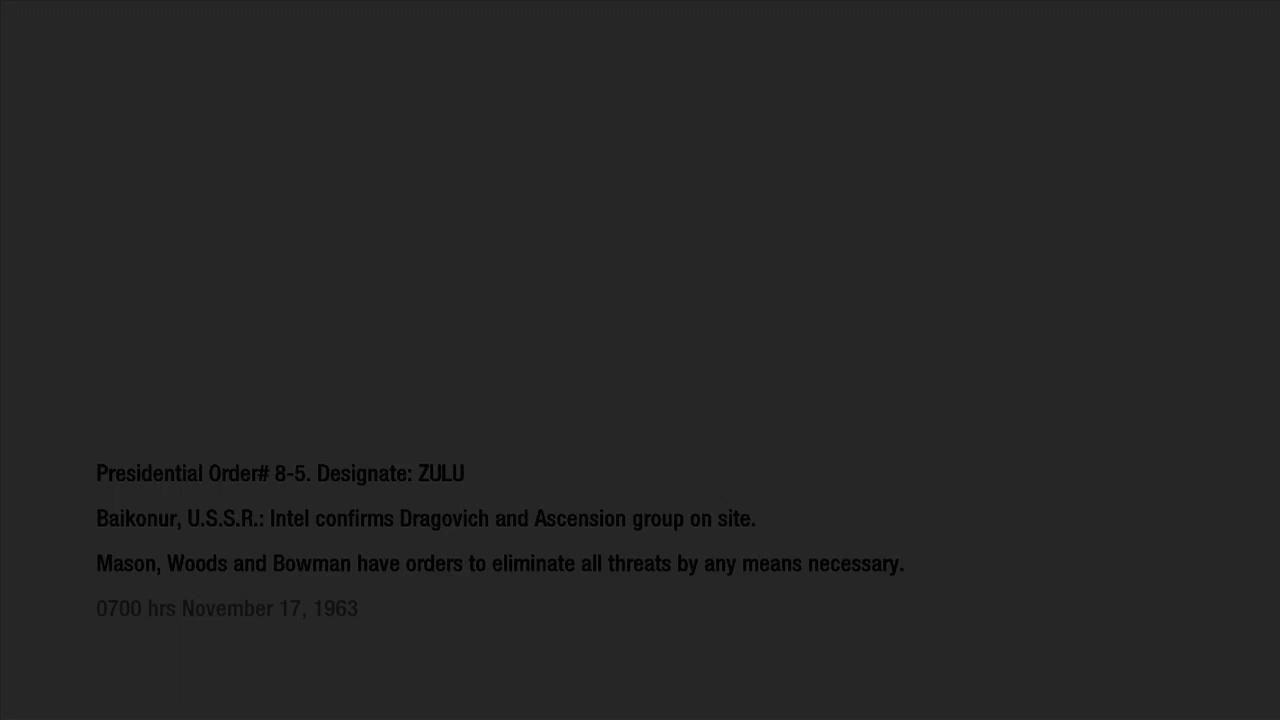 Presidential Order# 8-5. Designate: ZULU
Baikonur, U.S.S.R.: Intel confirms Dragovich and Ascension group on site.
Mason, Woods and Bowman have orders to eliminate all threats by any means necessary.
0700 hrs November 17, 1963